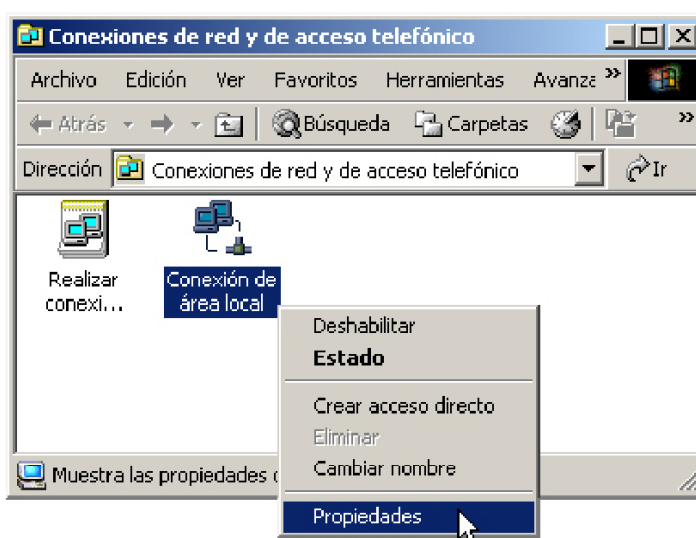 Conexiones de red y de acceso telefónico
Archivo Edición Ver Favoritos Herramientas Avanza »
Atrás Búsqueda Carpetas »
Dirección Conexiones de red y de acceso telefónico Ir
Realizar
conexi...
Conexión de
área local
Deshabilitar
Estado
Crear acceso directo
Eliminar
Cambiar nombre
Propiedades
Muestra las propiedades